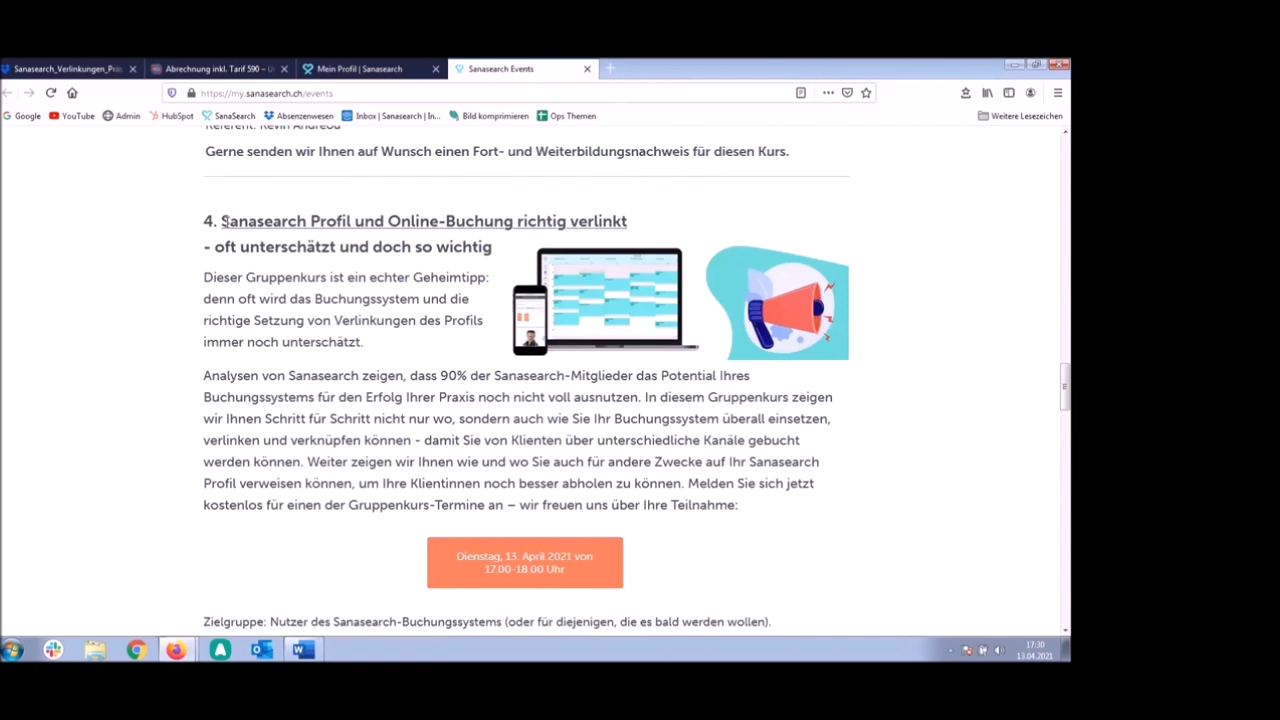 Sanasearch_Verlinkungen_Prä
Abrechnung inkl. Tarif 590 – U
Mein Profil | Sanasearch
Sanasearch Events
https://my.sanasearch.ch/events
Google
YouTube
Admin
HubSpot
SanaSearch
Absenzenwesen
Inbox | Sanasearch | In...
Bild komprimieren
Ops Themen
Weitere Lesezeichen
Referent: Kevin Andreou
Gerne senden wir Ihnen auf Wunsch einen Fort- und Weiterbildungsnachweis für diesen Kurs.
4. Sanasearch Profil und Online-Buchung richtig verlinkt
- oft unterschätzt und doch so wichtig
Dieser Gruppenkurs ist ein echter Geheimtipp:
denn oft wird das Buchungssystem und die
richtige Setzung von Verlinkungen des Profils
immer noch unterschätzt.
Analysen von Sanasearch zeigen, dass 90% der Sanasearch-Mitglieder das Potential Ihres
Buchungssystems für den Erfolg Ihrer Praxis noch nicht voll ausnutzen. In diesem Gruppenkurs zeigen
wir Ihnen Schritt für Schritt nicht nur wo, sondern auch wie Sie Ihr Buchungssystem überall einsetzen,
verlinken und verknüpfen können - damit Sie von Klienten über unterschiedliche Kanäle gebucht
werden können. Weiter zeigen wir Ihnen wie und wo Sie auch für andere Zwecke auf Ihr Sanasearch
Profil verweisen können, um Ihre Klientinnen noch besser abholen zu können. Melden Sie sich jetzt
kostenlos für einen der Gruppenkurs-Termine an – wir freuen uns über Ihre Teilnahme:
Dienstag, 13. April 2021 von
17.00-18.00 Uhr
Zielgruppe: Nutzer des Sanasearch-Buchungssystems (oder für diejenigen, die es bald werden wollen).
17:30
13.04.2021